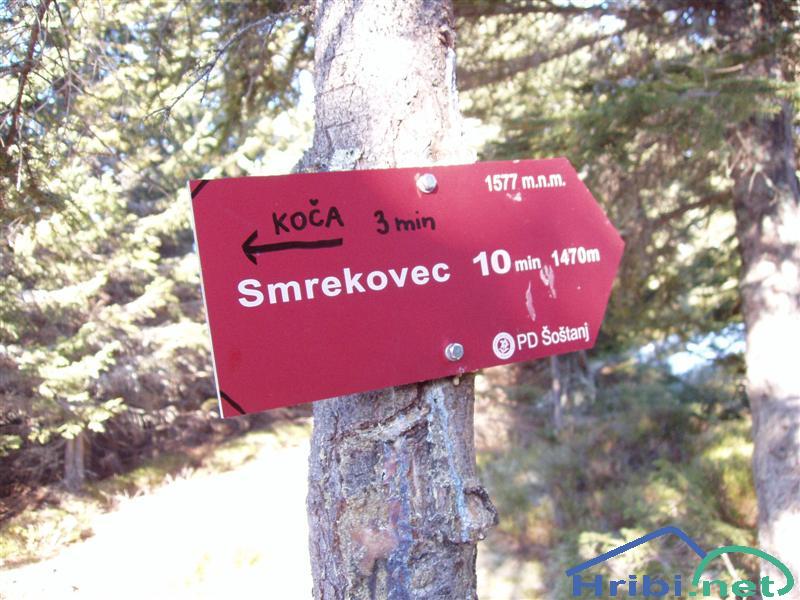 1577 m.n.m.
KOČA 3 min
Smrekovec 10 min 1470m
PD Šoštanj
Hribi.net